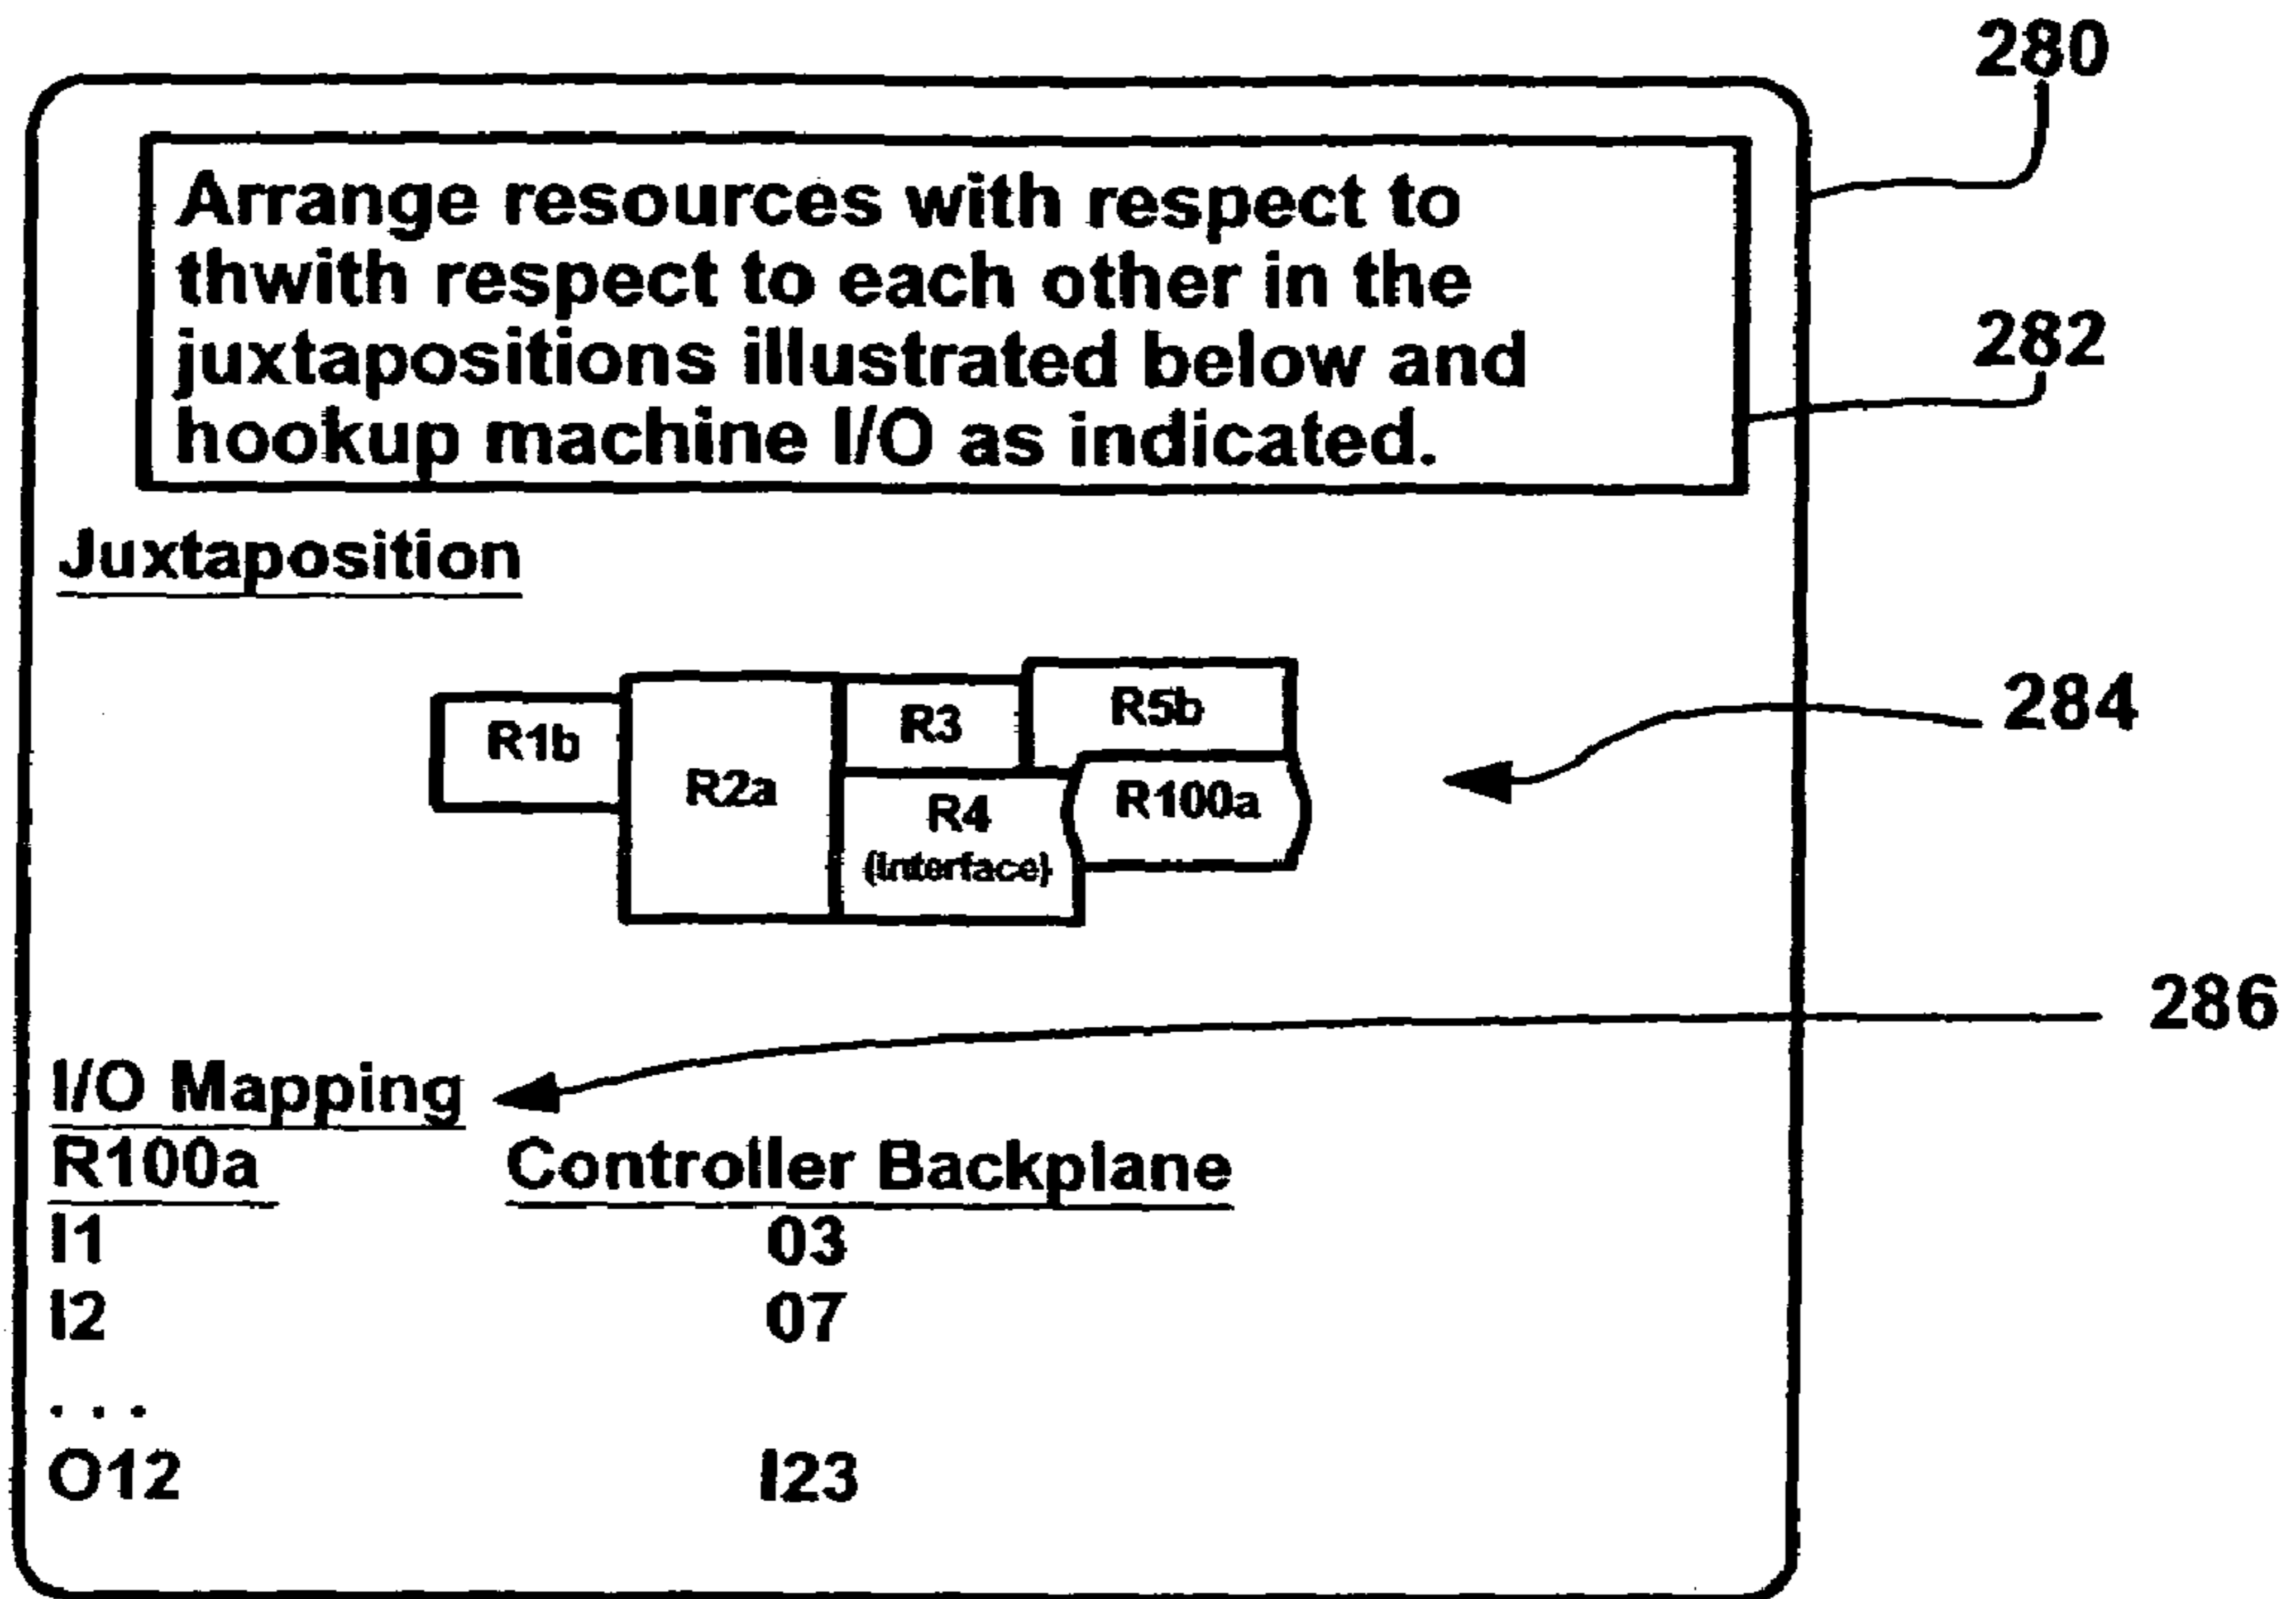 280
Arrange resources with respect to
thwith respect to each other in the
juxtapositions illustrated below and
hookup machine I/O as indicated.
282
Juxtaposition
R1b
R2a
R3
R5b
R4
(interface)
R100a
284
286
I/O Mapping
R100a Controller Backplane
I1 03
I2 07
. . .
O12 I23